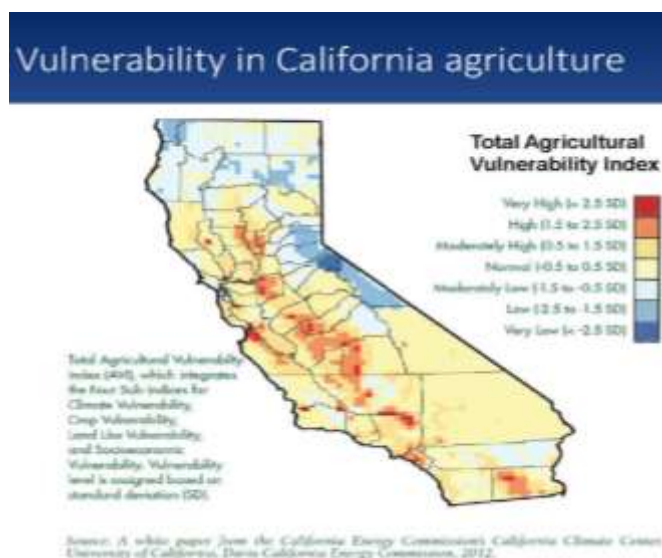 Vulnerability in California agriculture
Total Agricultural
Vulnerability Index
Very High (> 2.5 SD)
High (1.5 to 2.5 SD)
Moderately High (0.5 to 1.5 SD)
Normal (-0.5 to 0.5 SD)
Moderately Low (-1.5 to -0.5 SD)
Low (-2.5 to -1.5 SD)
Very Low (< -2.5 SD)
Total Agricultural Vulnerability
Index (AVI), which integrates
the Four Sub-indices for
Climate Vulnerability,
Crop Vulnerability,
Land Use Vulnerability,
and Socioeconomic
Vulnerability. Vulnerability
level is assigned based on
standard deviation (SD).
Source: A white paper from the California Energy Commission's California Climate Center
University of California, Davis California Energy Commission, 2012.